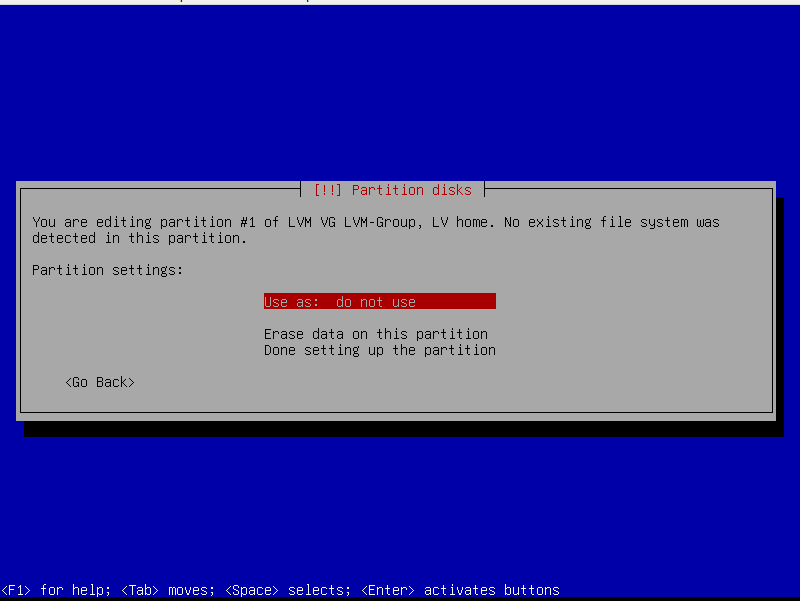 [!!] Partition disks
You are editing partition #1 of LVM VG LVM-Group, LV home. No existing file system was
detected in this partition.
Partition settings:
Use as: do not use
Erase data on this partition
Done setting up the partition
<Go Back>
<F1> for help; <Tab> moves; <Space> selects; <Enter> activates buttons